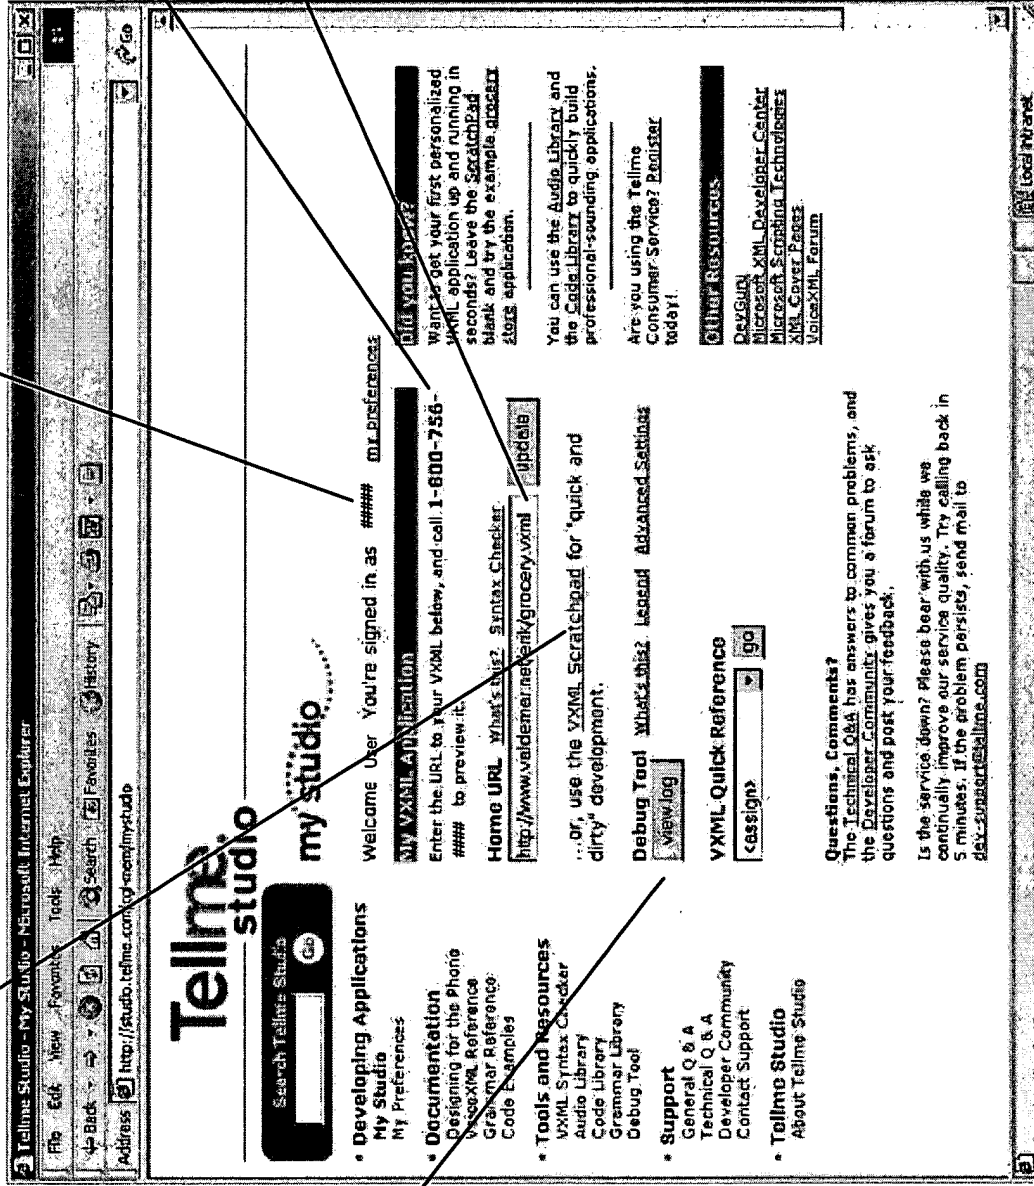 Tellme Studio - My Studio - Microsoft Internet Explorer
File Edit View Favorites Tools Help
Back Search Favorites History
Address http://studio.tellme.com/cgi-mem/mystudio Go
Tellme.
studio
Search Tellme Studio
Go
• Developing Applications
My Studio
My Preferences
• Documentation
Designing for the Phone
VoiceXML Reference
Grammar Reference
Code Examples
• Tools and Resources
VXML Syntax Checker
Audio Library
Code Library
Grammar Library
Debug Tool
• Support
General Q & A
Technical Q & A
Developer Community
Contact Support
• Tellme Studio
About Tellme Studio
my studio
Welcome User You're signed in as #### my preferences
My VXML Application
Enter the URL to your VXML below, and call 1-800-756-
### to preview it.
Home URL What's this? Syntax Checker
http://www.valdemer.net/erik/grocery.vxml update
...or, use the VXML Scratchpad for "quick and
dirty" development.
Debug Tool What's this? Legend Advanced Settings
view log
VXML Quick Reference
<assign> go
Questions, Comments?
The Technical Q&A has answers to common problems, and
the Developer Community gives you a forum to ask
questions and post your feedback.
Is the service down? Please bear with us while we
continually improve our service quality. Try calling back in
5 minutes. If the problem persists, send mail to
dev-support@tellme.com
Did you know?
Want to get your first personalized
VXML application up and running in
seconds? Leave the ScratchPad
blank and try the example grocery
store application.
You can use the Audio Library and
the Code Library to quickly build
professional-sounding applications.
Are you using the Tellme
Consumer Service? Register
today!
Other Resources
DevGuru
Microsoft XML Developer Center
Microsoft Scripting Technologies
XML Cover Pages
VoiceXML Forum
Local intranet